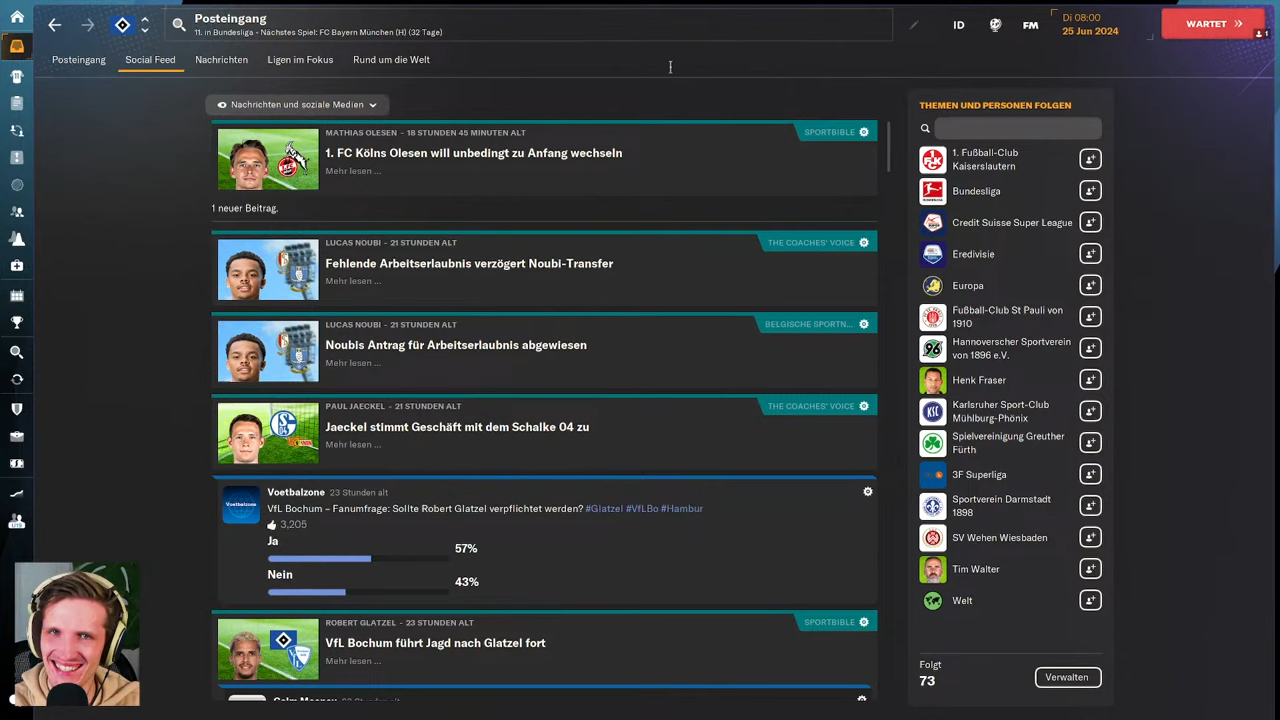 Posteingang
11. in Bundesliga - Nächstes Spiel: FC Bayern München (H) (32 Tage)
ID
FM
Di 08:00
25 Jun 2024
WARTET
1
Posteingang
Social Feed
Nachrichten
Ligen im Fokus
Rund um die Welt
Nachrichten und soziale Medien
MATHIAS OLESEN - 18 STUNDEN 45 MINUTEN ALT
SPORTBIBLE
1. FC Kölns Olesen will unbedingt zu Anfang wechseln
Mehr lesen ...
1 neuer Beitrag.
LUCAS NOUBI - 21 STUNDEN ALT
THE COACHES' VOICE
Fehlende Arbeitserlaubnis verzögert Noubi-Transfer
Mehr lesen ...
LUCAS NOUBI - 21 STUNDEN ALT
BELGISCHE SPORTN...
Noubis Antrag für Arbeitserlaubnis abgewiesen
Mehr lesen ...
PAUL JAECKEL - 21 STUNDEN ALT
THE COACHES' VOICE
Jaeckel stimmt Geschäft mit dem Schalke 04 zu
Mehr lesen ...
Voetbalzone
Voetbalzone 23 Stunden alt
VfL Bochum – Fanumfrage: Sollte Robert Glatzel verpflichtet werden? #Glatzel #VfLBo #Hambur
3,205
Ja
57%
Nein
43%
ROBERT GLATZEL - 23 STUNDEN ALT
SPORTBIBLE
VfL Bochum führt Jagd nach Glatzel fort
Mehr lesen ...
THEMEN UND PERSONEN FOLGEN
1. Fußball-Club
Kaiserslautern
Bundesliga
Credit Suisse Super League
Eredivisie
Europa
Fußball-Club St Pauli von
1910
Hannoverscher Sportverein
von 1896 e.V.
Henk Fraser
Karlsruher Sport-Club
Mühlburg-Phönix
Spielvereinigung Greuther
Fürth
3F Superliga
Sportverein Darmstadt
1898
SV Wehen Wiesbaden
Tim Walter
Welt
Folgt
73
Verwalten